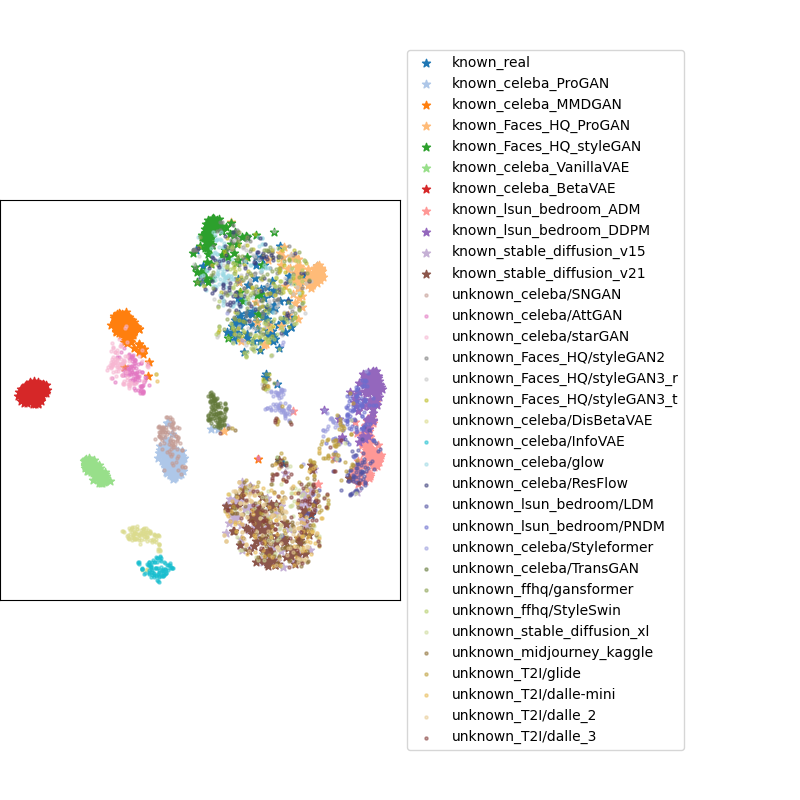 known_real
known_celeba_ProGAN
known_celeba_MMDGAN
known_Faces_HQ_ProGAN
known_Faces_HQ_styleGAN
known_celeba_VanillaVAE
known_celeba_BetaVAE
known_lsun_bedroom_ADM
known_lsun_bedroom_DDPM
known_stable_diffusion_v15
known_stable_diffusion_v21
unknown_celeba/SNGAN
unknown_celeba/AttGAN
unknown_celeba/starGAN
unknown_Faces_HQ/styleGAN2
unknown_Faces_HQ/styleGAN3_r
unknown_Faces_HQ/styleGAN3_t
unknown_celeba/DisBetaVAE
unknown_celeba/InfoVAE
unknown_celeba/glow
unknown_celeba/ResFlow
unknown_lsun_bedroom/LDM
unknown_lsun_bedroom/PNDM
unknown_celeba/Styleformer
unknown_celeba/TransGAN
unknown_ffhq/gansformer
unknown_ffhq/StyleSwin
unknown_stable_diffusion_xl
unknown_midjourney_kaggle
unknown_T2I/glide
unknown_T2I/dalle-mini
unknown_T2I/dalle_2
unknown_T2I/dalle_3